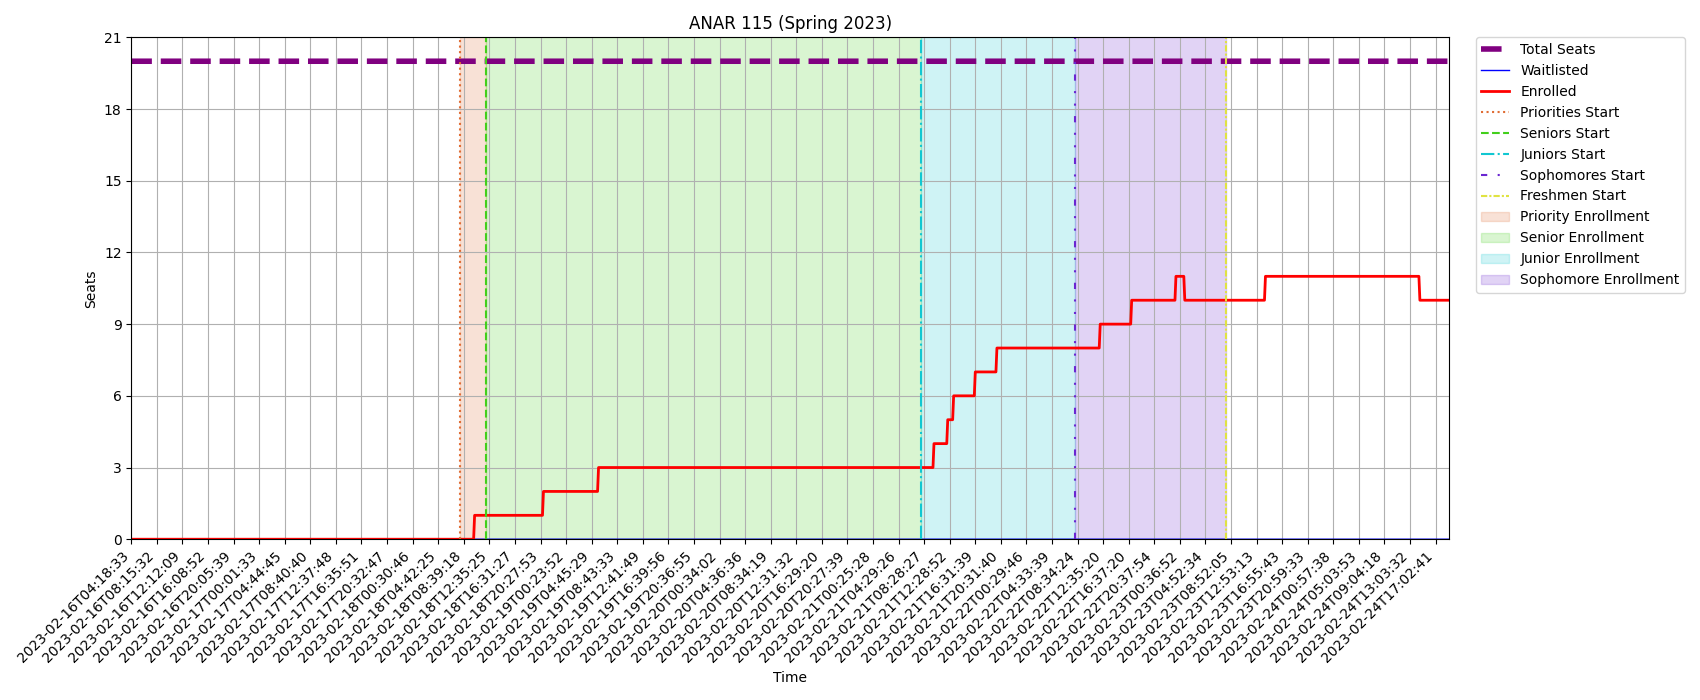 ANAR 115 (Spring 2023)
21
18
15
12
9
6
3
0
Seats
2023-02-16T04:18:33
2023-02-16T08:15:32
2023-02-16T12:12:09
2023-02-16T16:08:52
2023-02-16T20:05:39
2023-02-17T00:01:33
2023-02-17T04:44:45
2023-02-17T08:40:40
2023-02-17T12:37:48
2023-02-17T16:35:51
2023-02-17T20:32:47
2023-02-18T00:30:46
2023-02-18T04:42:25
2023-02-18T08:39:18
2023-02-18T12:35:25
2023-02-18T16:31:27
2023-02-18T20:27:53
2023-02-19T00:23:52
2023-02-19T04:45:29
2023-02-19T08:43:33
2023-02-19T12:41:49
2023-02-19T16:39:56
2023-02-19T20:36:55
2023-02-20T00:34:02
2023-02-20T04:36:36
2023-02-20T08:34:19
2023-02-20T12:31:32
2023-02-20T16:29:20
2023-02-20T20:27:39
2023-02-21T00:25:28
2023-02-21T04:29:26
2023-02-21T08:28:27
2023-02-21T12:28:52
2023-02-21T16:31:39
2023-02-21T20:31:40
2023-02-22T00:29:46
2023-02-22T04:33:39
2023-02-22T08:34:24
2023-02-22T12:35:20
2023-02-22T16:37:20
2023-02-22T20:37:54
2023-02-23T00:36:52
2023-02-23T04:52:34
2023-02-23T08:52:05
2023-02-23T12:53:13
2023-02-23T16:55:43
2023-02-23T20:59:33
2023-02-24T00:57:38
2023-02-24T05:03:53
2023-02-24T09:04:18
2023-02-24T13:03:32
2023-02-24T17:02:41
Time
Total Seats
Waitlisted
Enrolled
Priorities Start
Seniors Start
Juniors Start
Sophomores Start
Freshmen Start
Priority Enrollment
Senior Enrollment
Junior Enrollment
Sophomore Enrollment